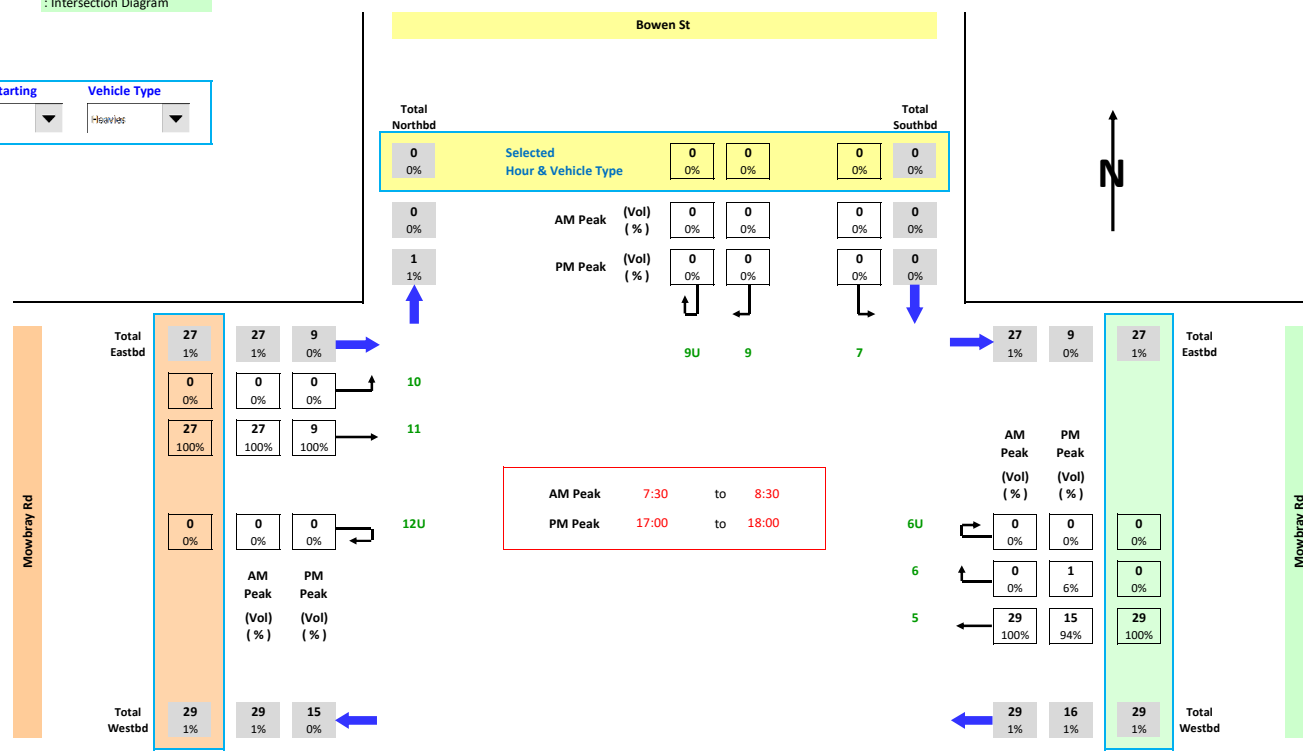 : Intersection Diagram
Bowen St
tarting Vehicle Type
Heavies
Total Northbd
Total Southbd
0 0%
Selected Hour & Vehicle Type
0 0% 0 0% 0 0% 0 0%
N
0 0%
AM Peak (Vol) ( % )
0 0% 0 0% 0 0% 0 0%
1 1%
PM Peak (Vol) ( % )
0 0% 0 0% 0 0% 0 0%
Total Eastbd
27 1% 27 1% 9 0%
9U 9 7
27 1% 9 0% 27 1%
Total Eastbd
0 0% 0 0% 0 0% 10
27 100% 27 100% 9 100% 11
AM Peak (Vol) ( % )
PM Peak (Vol) ( % )
Mowbray Rd
AM Peak 7:30 to 8:30
PM Peak 17:00 to 18:00
Mowbray Rd
0 0% 0 0% 0 0% 12U
6U 0 0% 0 0% 0 0%
6 0 0% 1 6% 0 0%
AM Peak (Vol) ( % )
PM Peak (Vol) ( % )
5 29 100% 15 94% 29 100%
Total Westbd
29 1% 29 1% 15 0%
29 1% 16 1% 29 1%
Total Westbd